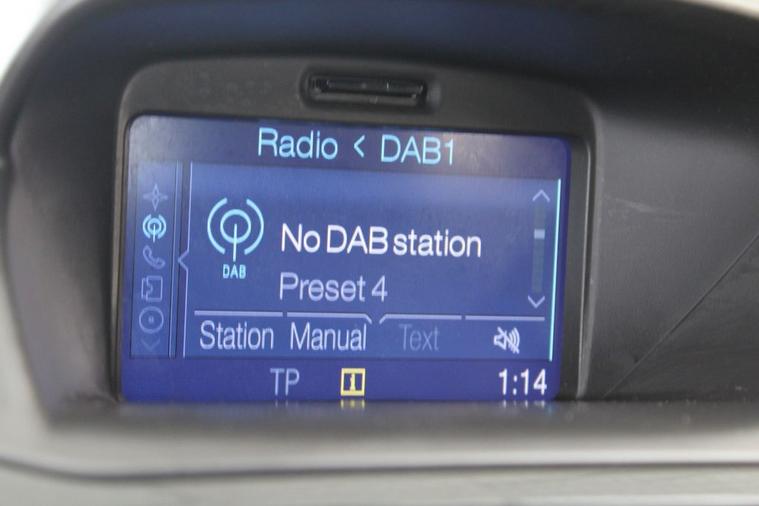 Radio < DAB1
No DAB station
DAB
Preset 4
Station Manual Text
TP i 1:14